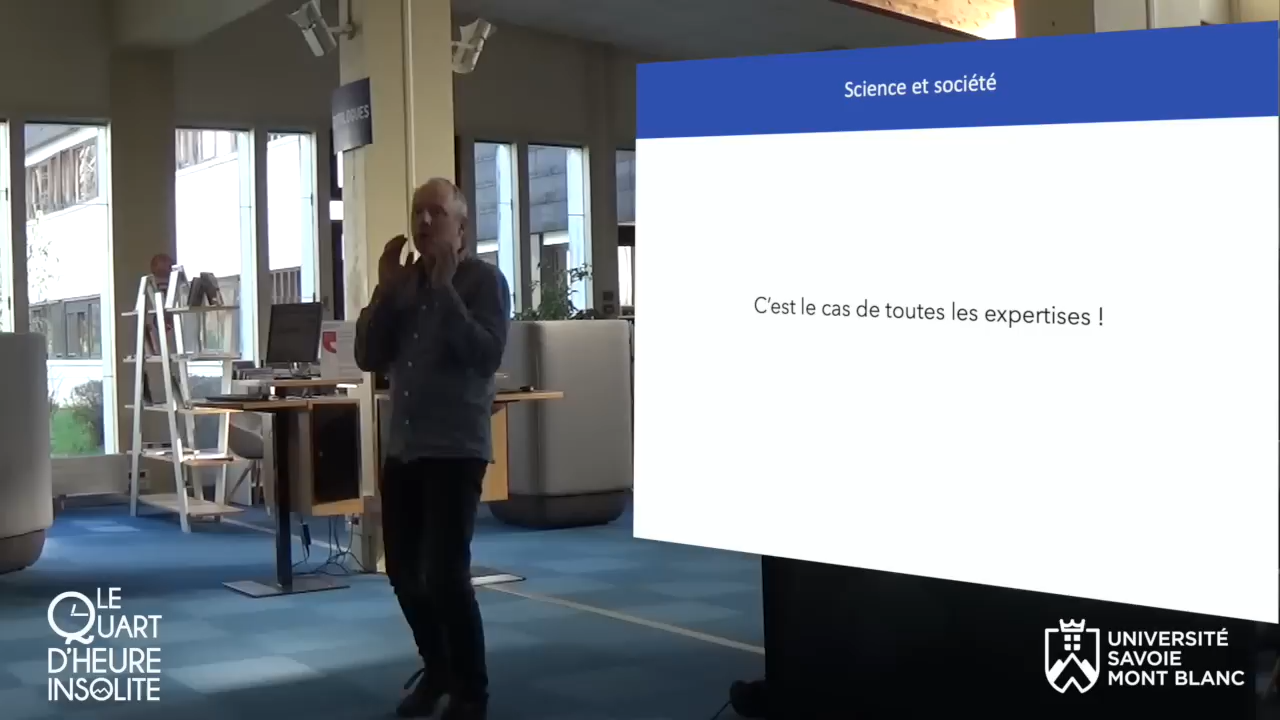 Science et société
C'est le cas de toutes les expertises !
LE
QUART
D'HEURE
INSOLITE
UNIVERSITÉ
SAVOIE
MONT BLANC